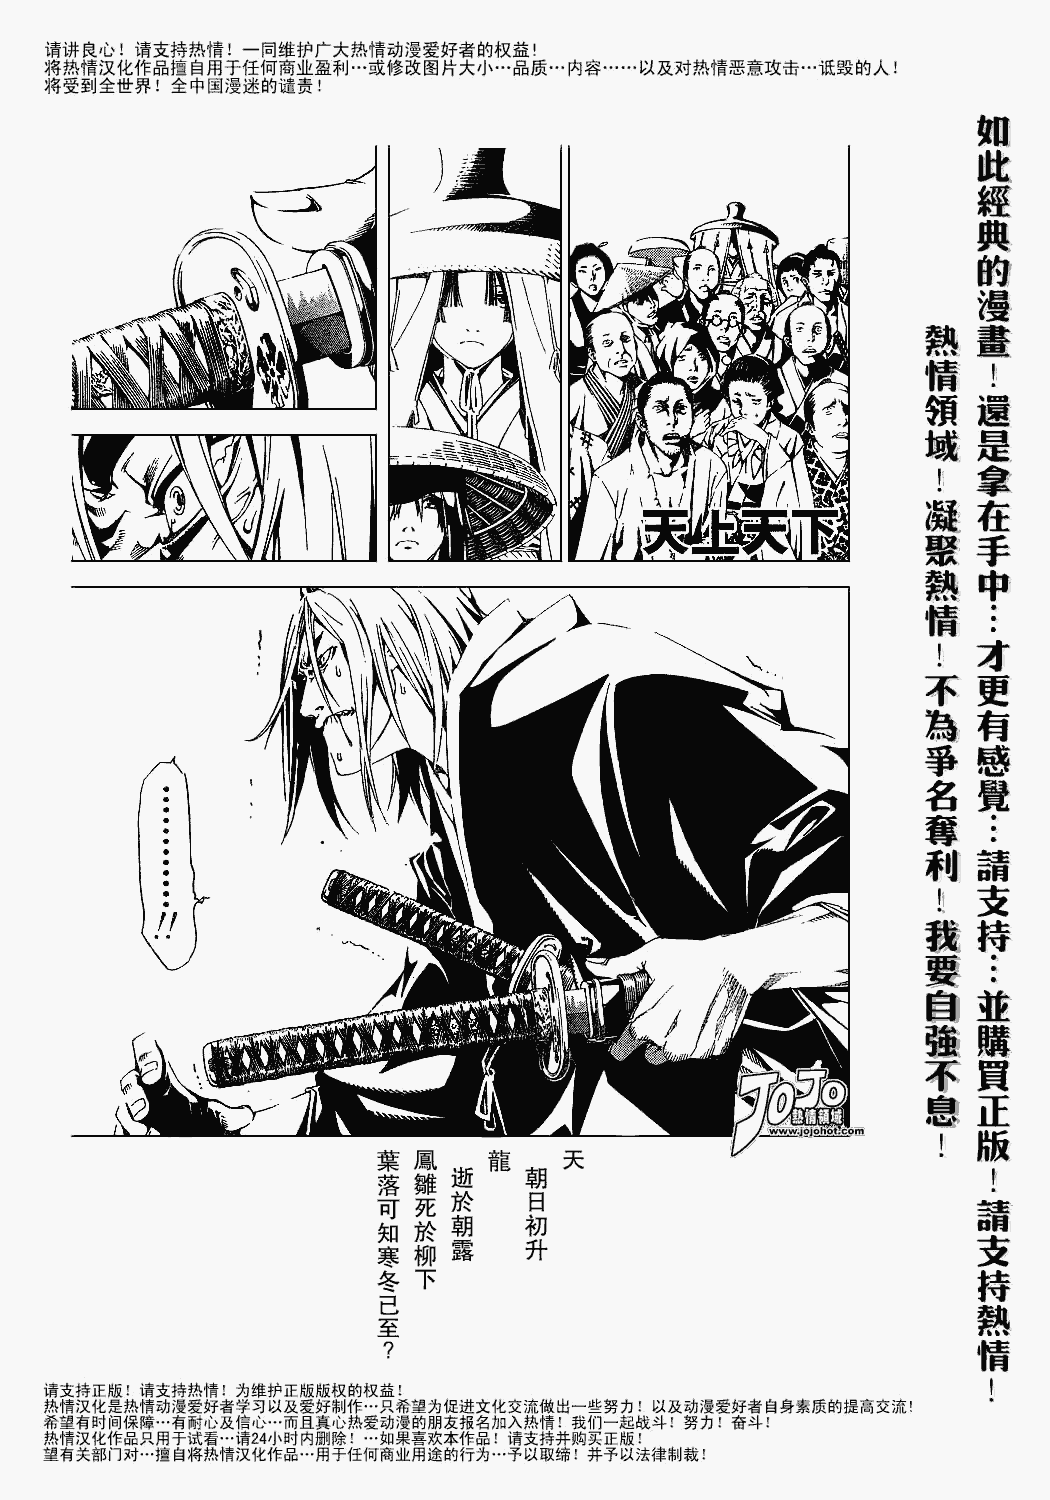 请讲良心！请支持热情！一同维护广大热情动漫爱好者的权益！
将热情汉化作品擅自用于任何商业盈利…或修改图片大小…品质…内容……以及对热情恶意攻击…诋毁的人！
将受到全世界！全中国漫迷的谴责！
如此經典的漫畫！還是拿在手中…才更有感覺…請支持…並購買正版！請支持熱情！
熱情領域！凝聚熱情！不為爭名奪利！我要自強不息！
天上天下
…………!!
JOJO
熱情領域
www.jojohot.com
天
朝日初升
龍
逝於朝露
鳳雛死於柳下
葉落可知寒冬已至？
请支持正版！请支持热情！为维护正版版权的权益！
热情汉化是热情动漫爱好者学习以及爱好制作…只希望为促进文化交流做出一些努力！以及动漫爱好者自身素质的提高交流！
希望有时间保障…有耐心及信心…而且真心热爱动漫的朋友报名加入热情！我们一起战斗！努力！奋斗！
热情汉化作品只用于试看…请24小时内删除！…如果喜欢本作品！请支持并购买正版！
望有关部门对…擅自将热情汉化作品…用于任何商业用途的行为…予以取缔！并予以法律制裁！